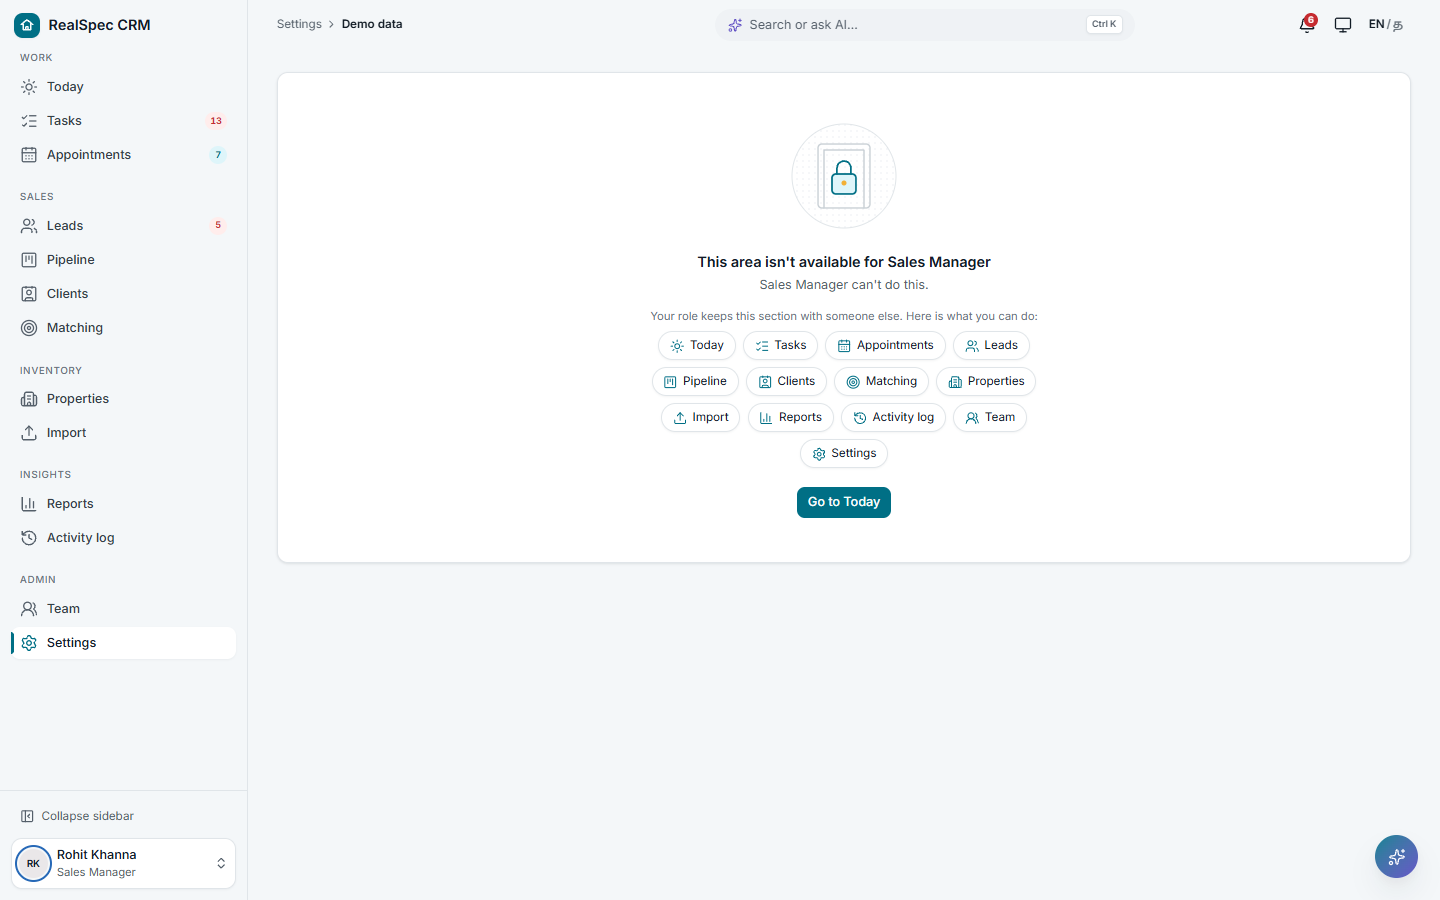 RealSpec CRM
WORK
Today
Tasks 13
Appointments 7
SALES
Leads 5
Pipeline
Clients
Matching
INVENTORY
Properties
Import
INSIGHTS
Reports
Activity log
ADMIN
Team
Settings
Collapse sidebar
RK
Rohit Khanna
Sales Manager
Settings > Demo data
Search or ask AI... Ctrl K
6
EN / த
This area isn't available for Sales Manager
Sales Manager can't do this.
Your role keeps this section with someone else. Here is what you can do:
Today Tasks Appointments Leads
Pipeline Clients Matching Properties
Import Reports Activity log Team
Settings
Go to Today